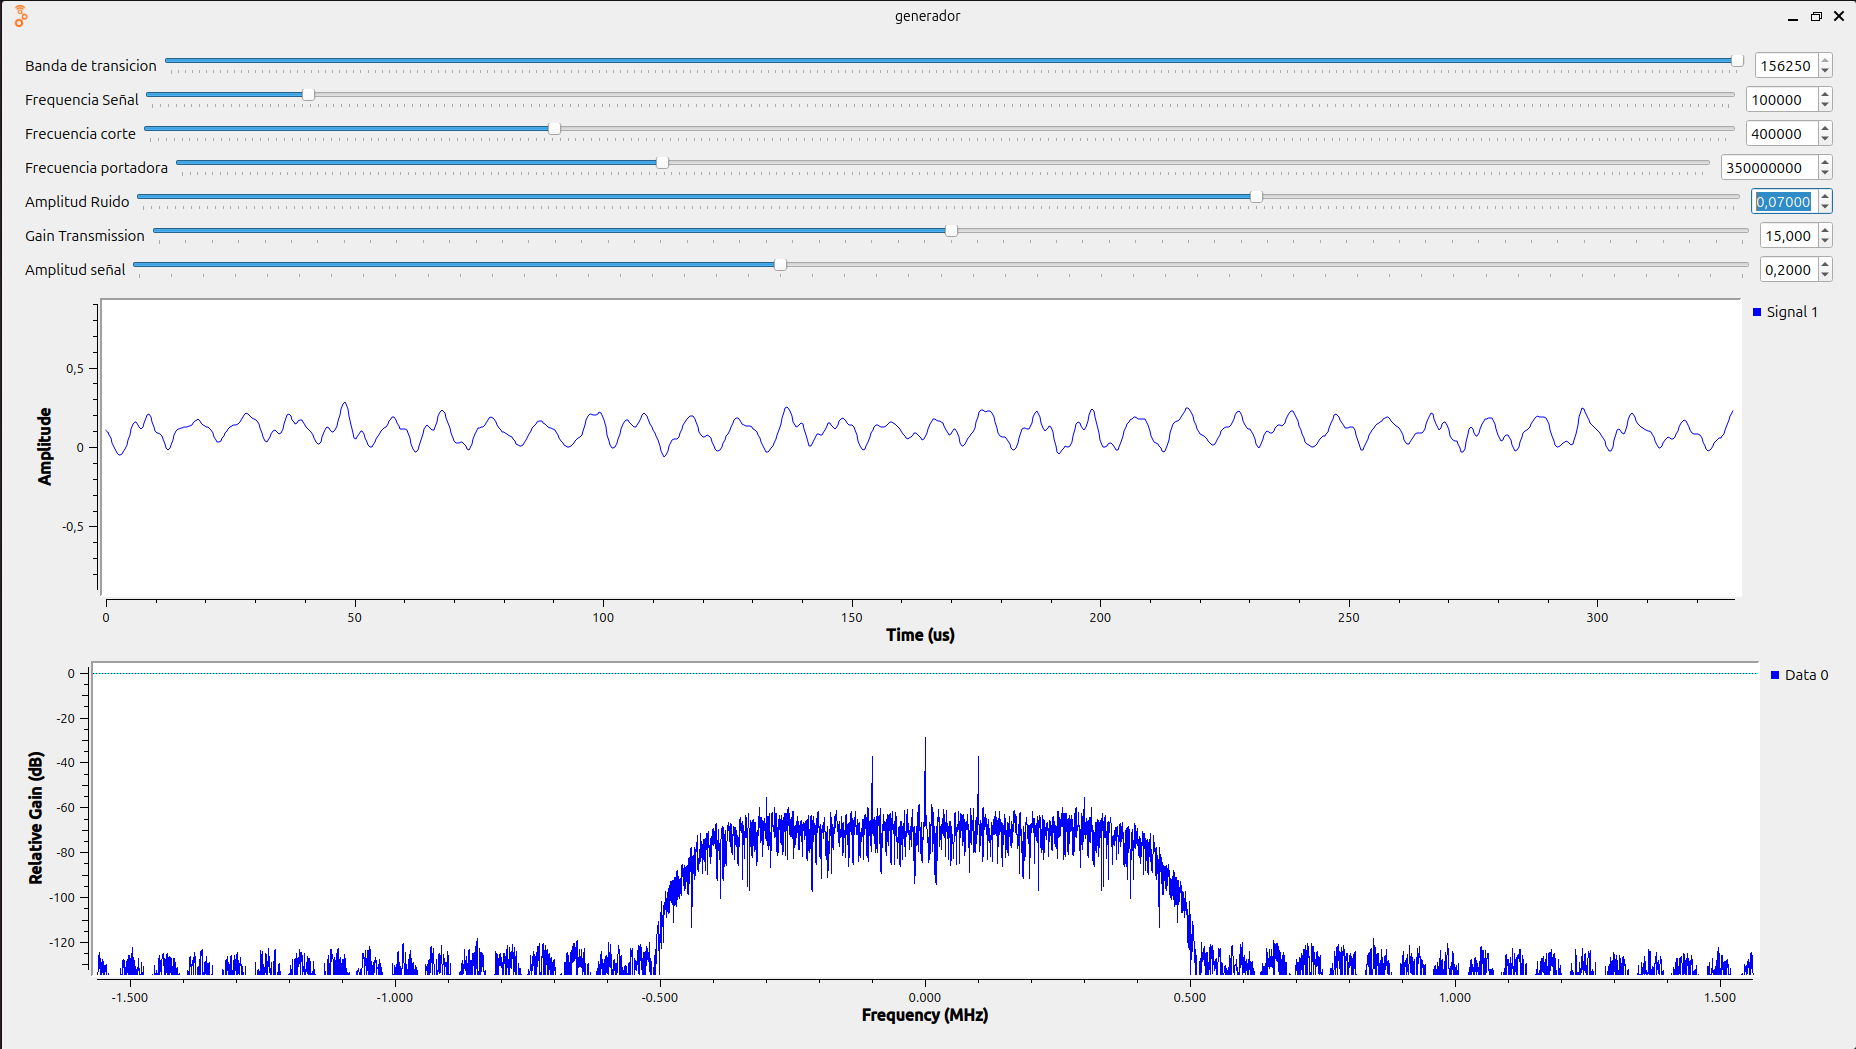 generador
Banda de transicion 156250
Frequencia Señal 100000
Frecuencia corte 400000
Frecuencia portadora 350000000
Amplitud Ruido 0,07000
Gain Transmission 15,000
Amplitud señal 0,2000
Signal 1
0,5
0
-0,5
Amplitude
0 50 100 150 200 250 300
Time (us)
Data 0
0
-20
-40
-60
-80
-100
-120
Relative Gain (dB)
-1.500 -1.000 -0.500 0.000 0.500 1.000 1.500
Frequency (MHz)